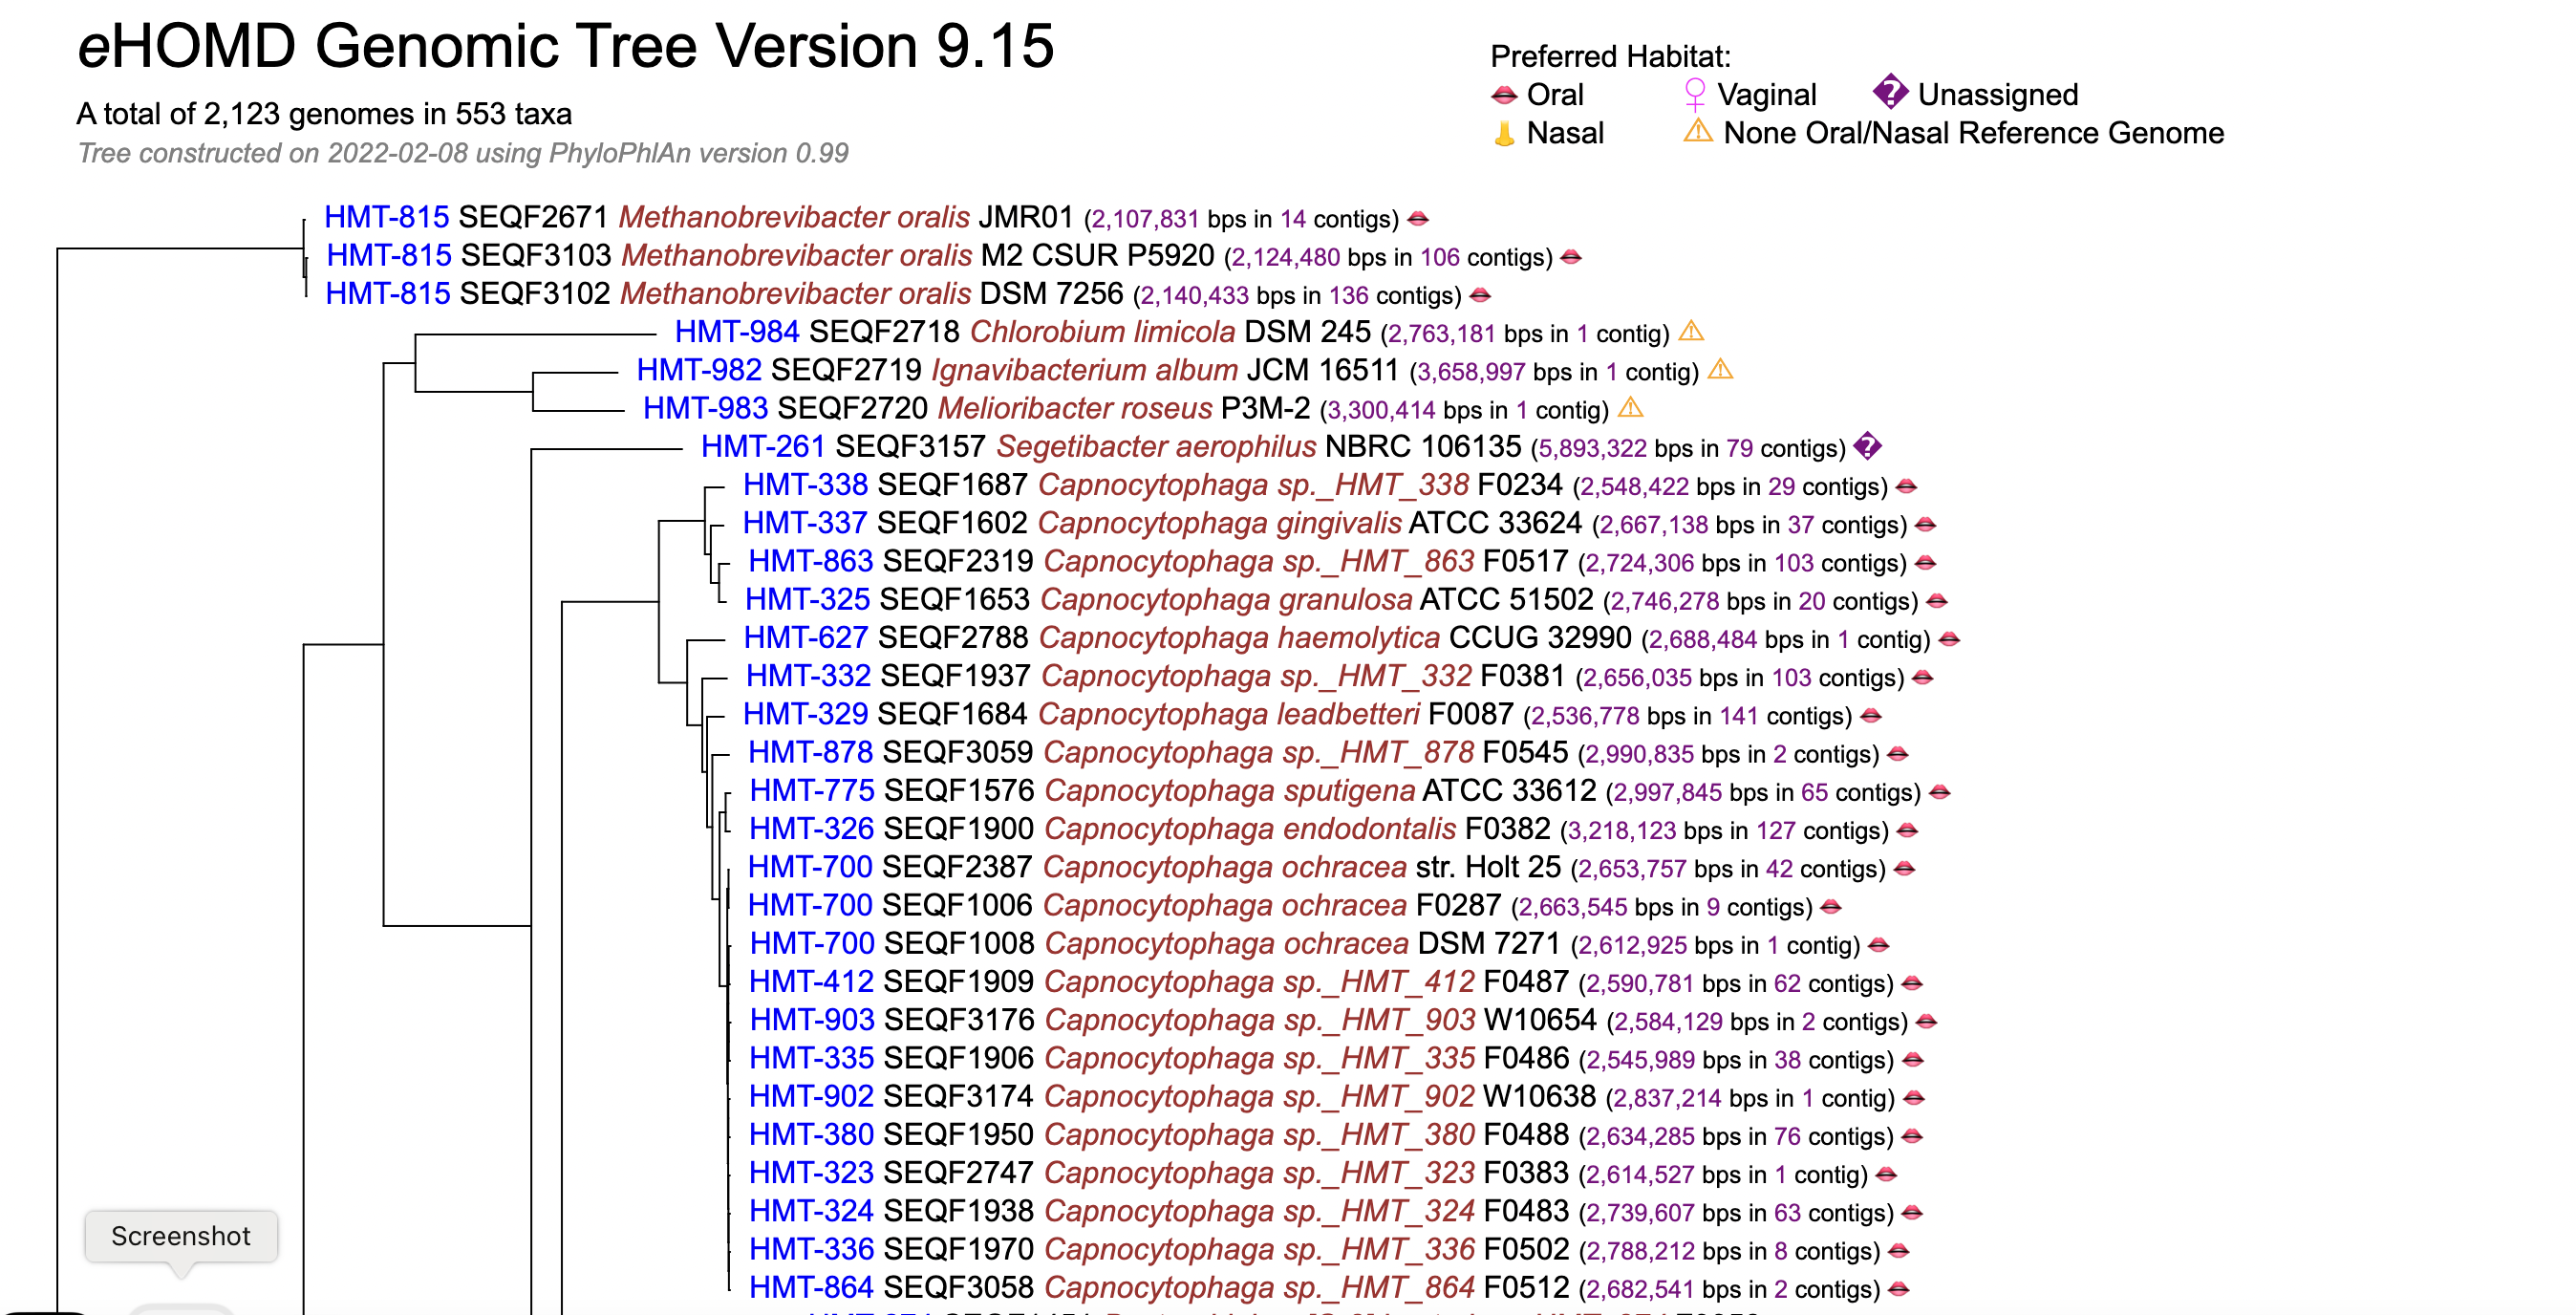 eHOMD Genomic Tree Version 9.15
A total of 2,123 genomes in 553 taxa
Tree constructed on 2022-02-08 using PhyloPhlAn version 0.99
Preferred Habitat:
Oral Vaginal Unassigned
Nasal None Oral/Nasal Reference Genome
HMT-815 SEQF2671 Methanobrevibacter oralis JMR01 (2,107,831 bps in 14 contigs)
HMT-815 SEQF3103 Methanobrevibacter oralis M2 CSUR P5920 (2,124,480 bps in 106 contigs)
HMT-815 SEQF3102 Methanobrevibacter oralis DSM 7256 (2,140,433 bps in 136 contigs)
HMT-984 SEQF2718 Chlorobium limicola DSM 245 (2,763,181 bps in 1 contig)
HMT-982 SEQF2719 Ignavibacterium album JCM 16511 (3,658,997 bps in 1 contig)
HMT-983 SEQF2720 Melioribacter roseus P3M-2 (3,300,414 bps in 1 contig)
HMT-261 SEQF3157 Segetibacter aerophilus NBRC 106135 (5,893,322 bps in 79 contigs)
HMT-338 SEQF1687 Capnocytophaga sp._HMT_338 F0234 (2,548,422 bps in 29 contigs)
HMT-337 SEQF1602 Capnocytophaga gingivalis ATCC 33624 (2,667,138 bps in 37 contigs)
HMT-863 SEQF2319 Capnocytophaga sp._HMT_863 F0517 (2,724,306 bps in 103 contigs)
HMT-325 SEQF1653 Capnocytophaga granulosa ATCC 51502 (2,746,278 bps in 20 contigs)
HMT-627 SEQF2788 Capnocytophaga haemolytica CCUG 32990 (2,688,484 bps in 1 contig)
HMT-332 SEQF1937 Capnocytophaga sp._HMT_332 F0381 (2,656,035 bps in 103 contigs)
HMT-329 SEQF1684 Capnocytophaga leadbetteri F0087 (2,536,778 bps in 141 contigs)
HMT-878 SEQF3059 Capnocytophaga sp._HMT_878 F0545 (2,990,835 bps in 2 contigs)
HMT-775 SEQF1576 Capnocytophaga sputigena ATCC 33612 (2,997,845 bps in 65 contigs)
HMT-326 SEQF1900 Capnocytophaga endodontalis F0382 (3,218,123 bps in 127 contigs)
HMT-700 SEQF2387 Capnocytophaga ochracea str. Holt 25 (2,653,757 bps in 42 contigs)
HMT-700 SEQF1006 Capnocytophaga ochracea F0287 (2,663,545 bps in 9 contigs)
HMT-700 SEQF1008 Capnocytophaga ochracea DSM 7271 (2,612,925 bps in 1 contig)
HMT-412 SEQF1909 Capnocytophaga sp._HMT_412 F0487 (2,590,781 bps in 62 contigs)
HMT-903 SEQF3176 Capnocytophaga sp._HMT_903 W10654 (2,584,129 bps in 2 contigs)
HMT-335 SEQF1906 Capnocytophaga sp._HMT_335 F0486 (2,545,989 bps in 38 contigs)
HMT-902 SEQF3174 Capnocytophaga sp._HMT_902 W10638 (2,837,214 bps in 1 contig)
HMT-380 SEQF1950 Capnocytophaga sp._HMT_380 F0488 (2,634,285 bps in 76 contigs)
HMT-323 SEQF2747 Capnocytophaga sp._HMT_323 F0383 (2,614,527 bps in 1 contig)
HMT-324 SEQF1938 Capnocytophaga sp._HMT_324 F0483 (2,739,607 bps in 63 contigs)
HMT-336 SEQF1970 Capnocytophaga sp._HMT_336 F0502 (2,788,212 bps in 8 contigs)
HMT-864 SEQF3058 Capnocytophaga sp._HMT_864 F0512 (2,682,541 bps in 2 contigs)
Screenshot